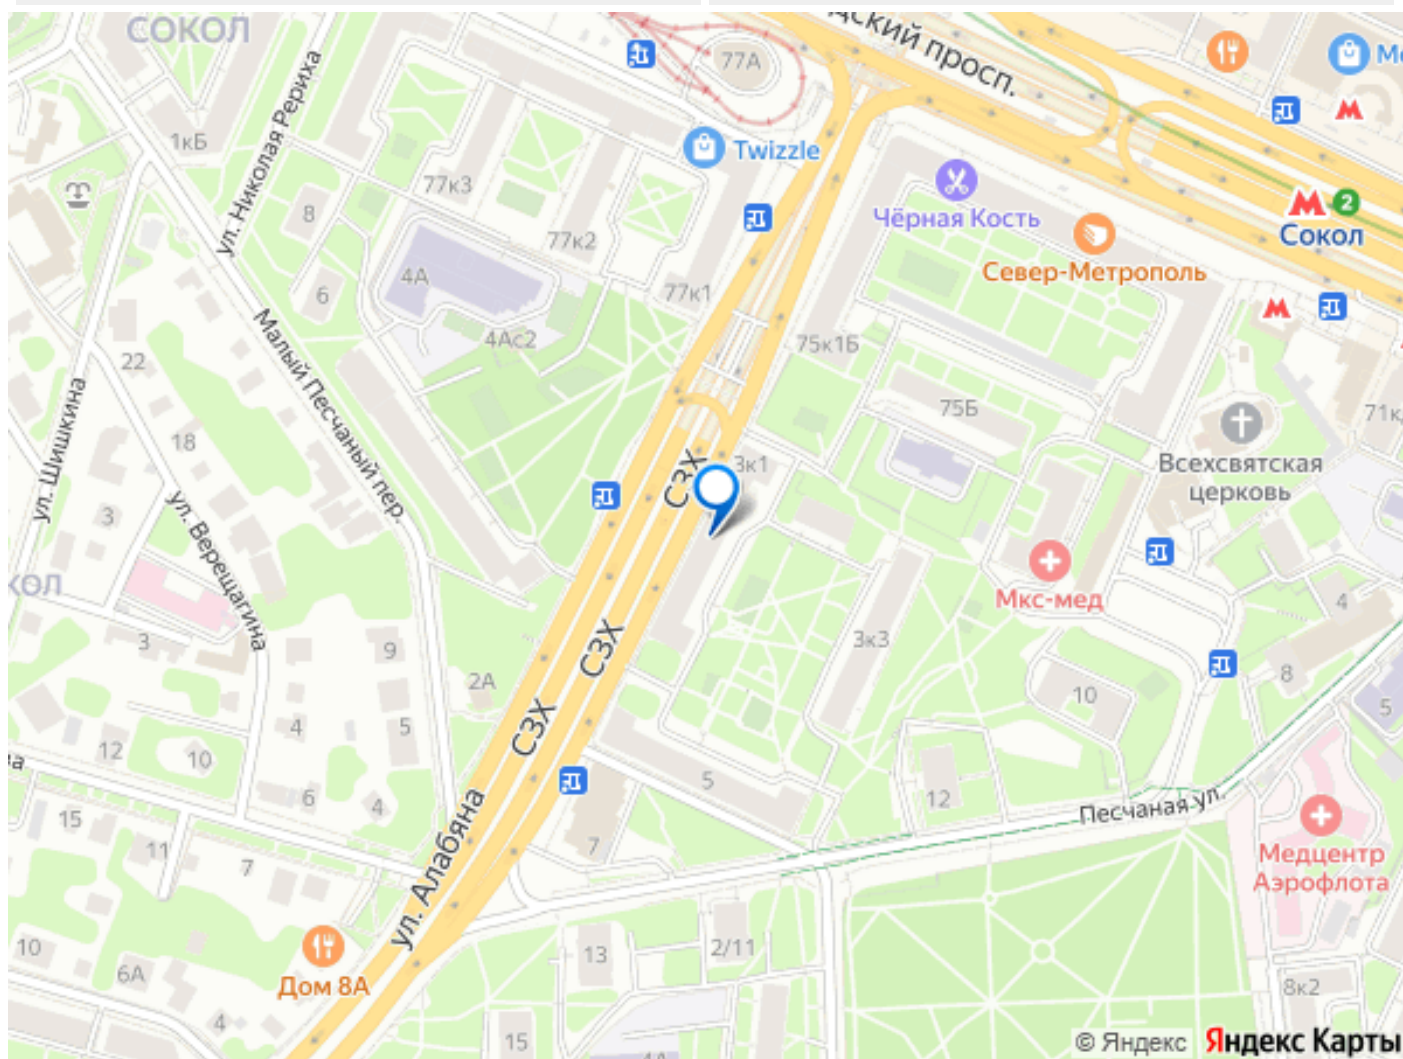 СОКОЛ
77А
дский просп.
1кБ
ул. Николая Рериха
Twizzle
77к3
8
77к2
Чёрная Кость
2
Сокол
4А
Север-Метрополь
6
77к1
4Ас2
75к1Б
Малый Песчаный пер.
22
75Б
71к
ул. Шишкина
18
Всехсвятская
церковь
3к1
СЗХ
3
ул. Верещагина
КОЛ
Мкс-мед
4
3
9
СЗХ
3к3
8
2А
10
5
4
5
СЗХ
12
10
5
6
4
12
Песчаная ул.
15
11
7
7
ул. Алабяна
Медцентр
Аэрофлота
10
6А
Дом 8А
13
2/11
8к2
4
15
4А
© Яндекс Яндекс Карты